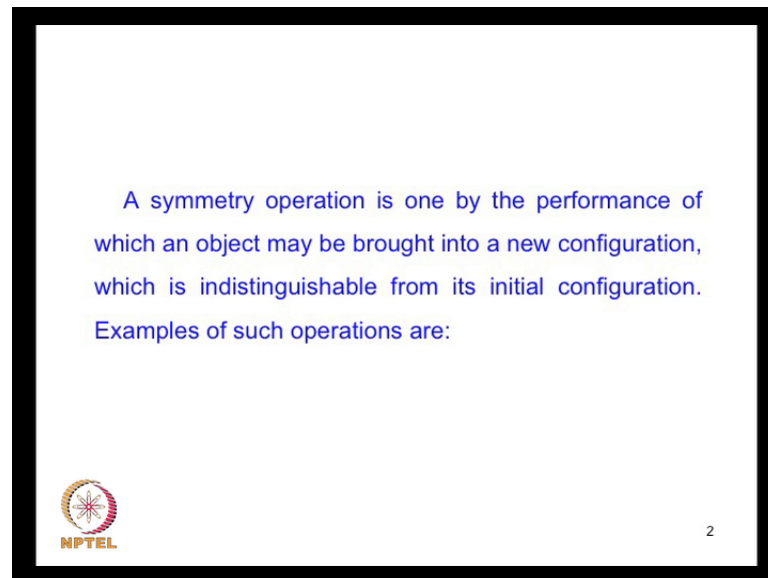 A symmetry operation is one by the performance of
which an object may be brought into a new configuration,
which is indistinguishable from its initial configuration.
Examples of such operations are:
NPTEL
2